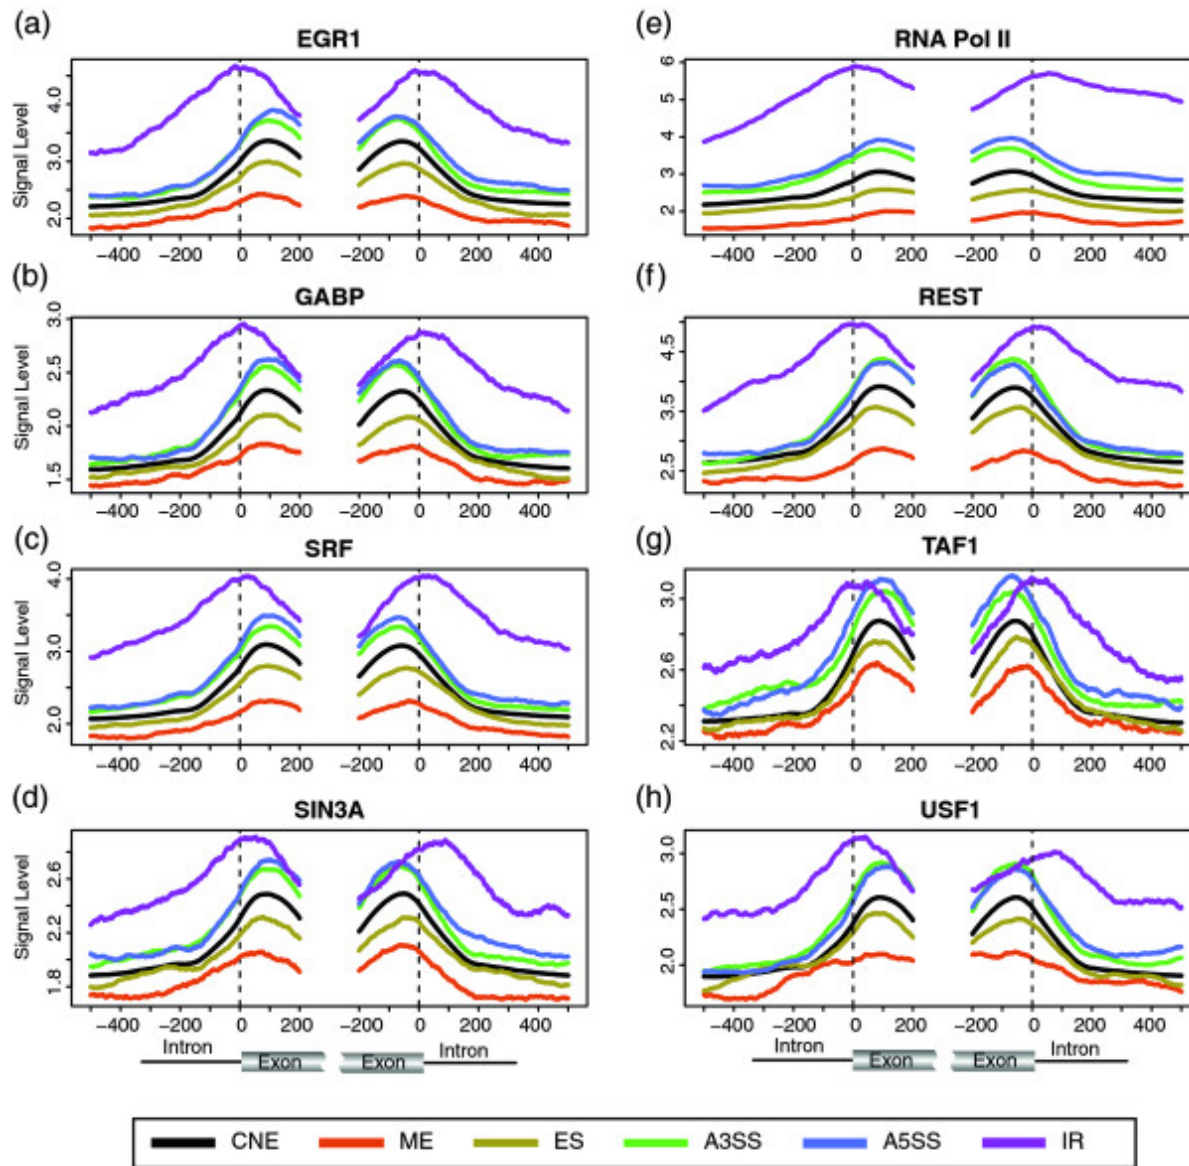 (a)
EGR1
Signal Level
2.0 3.0 4.0
−400 −200 0 200 −200 0 200 400
(e)
RNA Pol II
2 3 4 5 6
−400 −200 0 200 −200 0 200 400
(b)
GABP
Signal Level
1.5 2.0 2.5 3.0
−400 −200 0 200 −200 0 200 400
(f)
REST
2.5 3.5 4.5
−400 −200 0 200 −200 0 200 400
(c)
SRF
Signal Level
2.0 3.0 4.0
−400 −200 0 200 −200 0 200 400
(g)
TAF1
2.2 2.6 3.0
−400 −200 0 200 −200 0 200 400
(d)
SIN3A
Signal Level
1.8 2.2 2.6
−400 −200 0 200 −200 0 200 400
Intron Exon Exon Intron
(h)
USF1
2.0 2.5 3.0
−400 −200 0 200 −200 0 200 400
Intron Exon Exon Intron
CNE ME ES A3SS A5SS IR